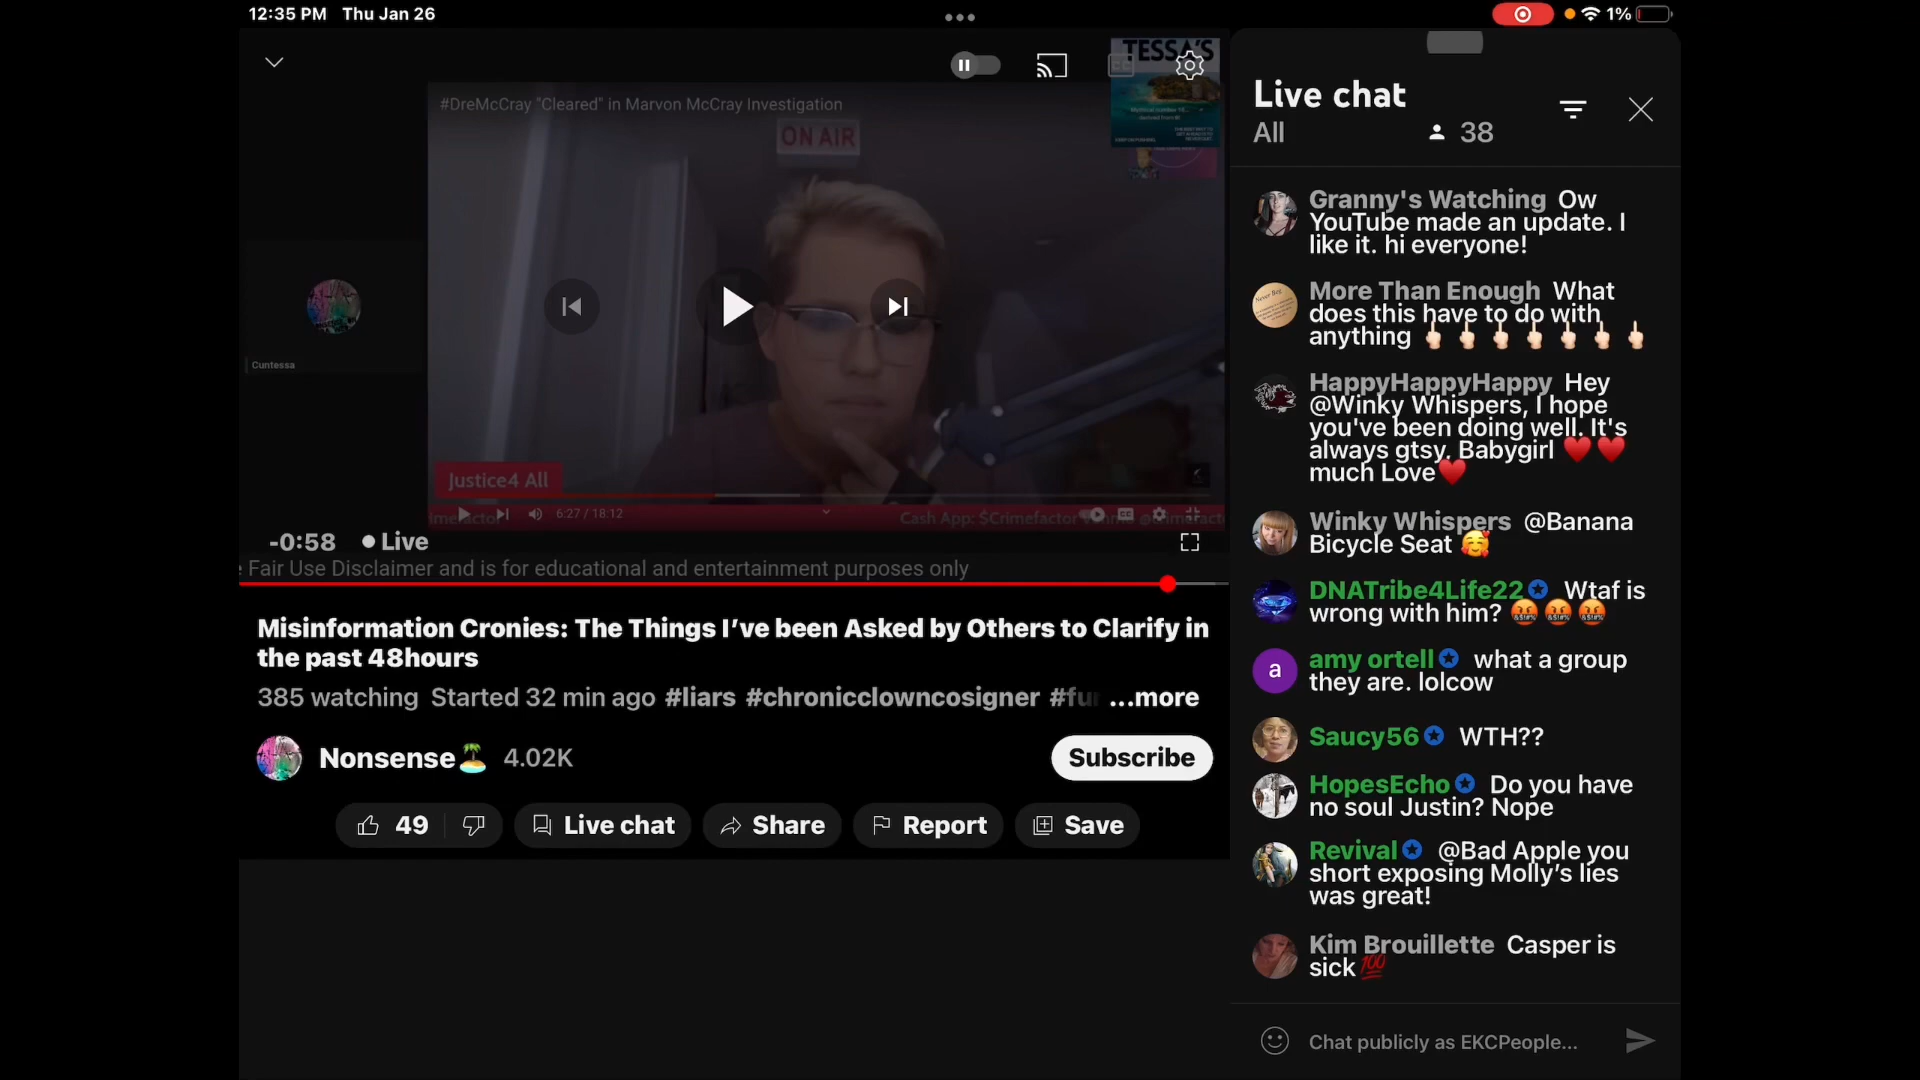 12:35 PM Thu Jan 26
1%
TESSA'S
#DreMcCray "Cleared" in Marvon McCray Investigation
ON AIR
Cuntessa
Justice4 All
6:27 / 18:12
Cash App: $Crimefactor
-0:58 Live
Fair Use Disclaimer and is for educational and entertainment purposes only
Misinformation Cronies: The Things I’ve been Asked by Others to Clarify in
the past 48hours
385 watching Started 32 min ago #liars #chronicclowncosigner #fu ...more
Nonsense🏝️ 4.02K
Subscribe
49
Live chat
Share
Report
Save
Live chat
All
38
Granny's Watching Ow
YouTube made an update. I
like it. hi everyone!
More Than Enough What
does this have to do with
anything 🖕🏻🖕🏻🖕🏻🖕🏻🖕🏻🖕🏻🖕🏻
HappyHappyHappy Hey
@Winky Whispers, I hope
you've been doing well. It's
always gtsy, Babygirl ♥️♥️
much Love♥️
Winky Whispers @Banana
Bicycle Seat 🥰
DNATribe4Life22 Wtaf is
wrong with him? 🤬🤬🤬
a
amy ortell what a group
they are. lolcow
Saucy56 WTH??
HopesEcho Do you have
no soul Justin? Nope
Revival @Bad Apple you
short exposing Molly’s lies
was great!
Kim Brouillette Casper is
sick💯
Chat publicly as EKCPeople...